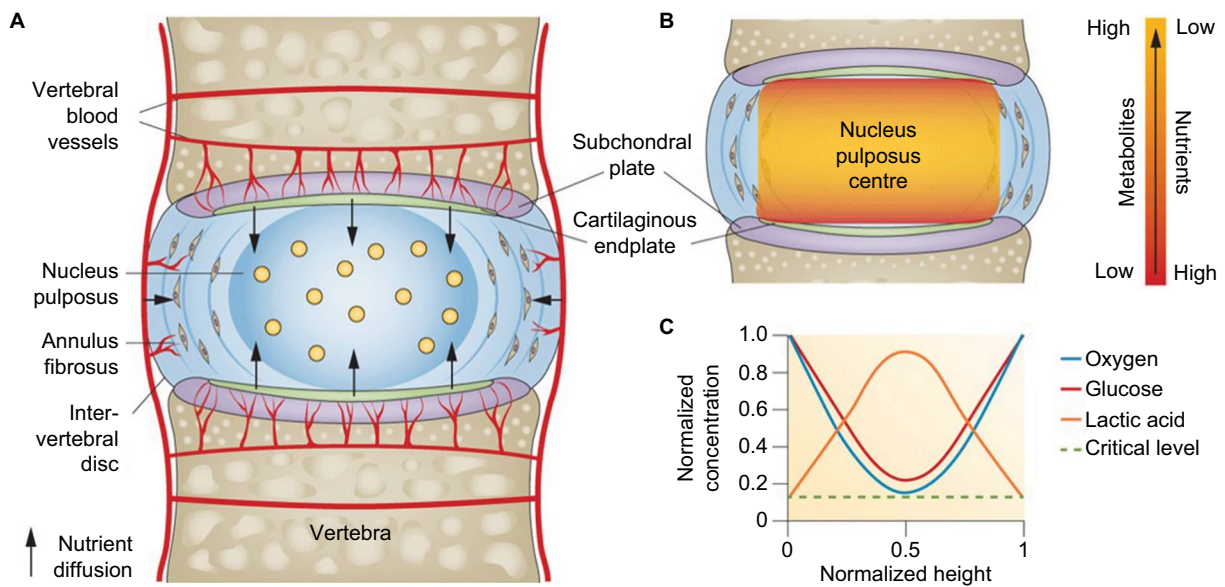 A
Vertebral
blood
vessels
Nucleus
pulposus
Annulus
fibrosus
Inter-
vertebral
disc
Nutrient
diffusion
Vertebra
Subchondral
plate
Cartilaginous
endplate
B
Nucleus
pulposus
centre
High
Low
Metabolites
Nutrients
Low
High
C
Normalized
concentration
1.0
0.8
0.6
0.4
0.2
0
0
0.5
1
Normalized height
Oxygen
Glucose
Lactic acid
Critical level